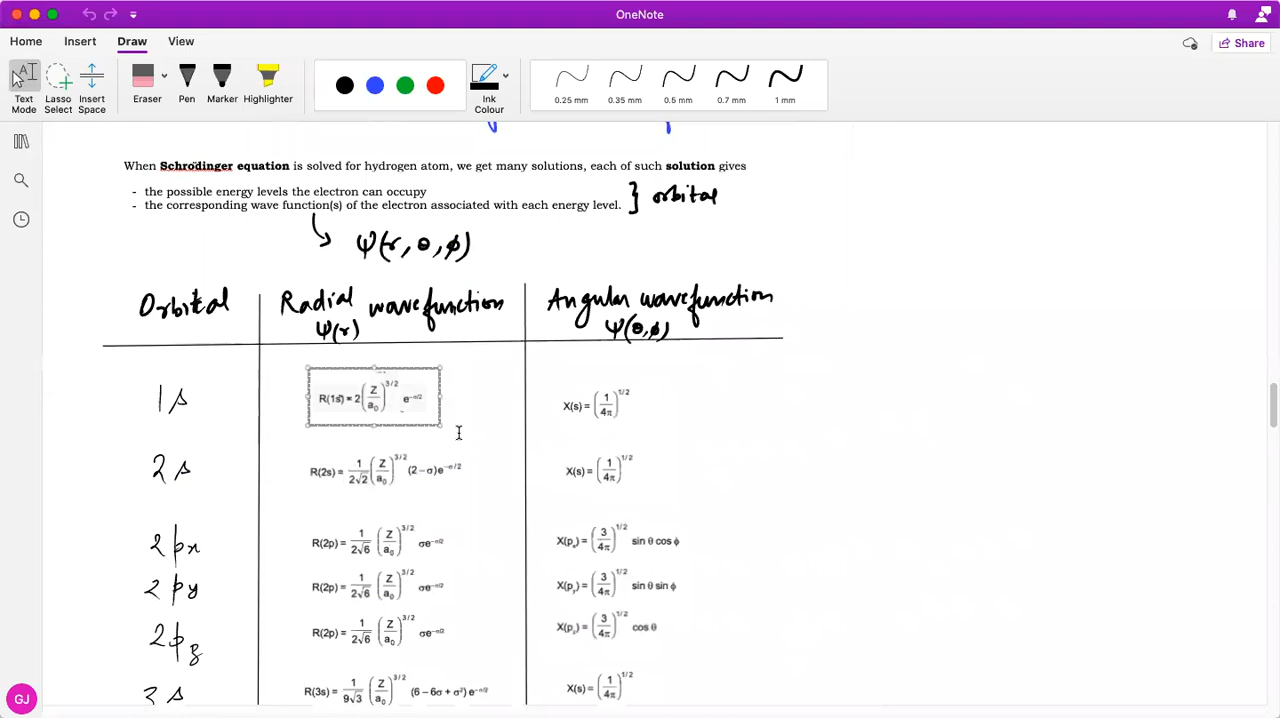 OneNote
Home Insert Draw View
Share
Text Mode Lasso Select Insert Space Eraser Pen Marker Highlighter Ink Colour 0.25 mm 0.35 mm 0.5 mm 0.7 mm 1 mm
When Schrodinger equation is solved for hydrogen atom, we get many solutions, each of such solution gives
- the possible energy levels the electron can occupy
- the corresponding wave function(s) of the electron associated with each energy level. } orbital
ψ(r, θ, φ)
Orbital Radial wavefunction ψ(r) Angular wavefunction ψ(θ,φ)
1s R(1s) = 2(Z/a₀)^3/2 e^-σ/2 X(s) = (1/4π)^1/2
2s R(2s) = 1/2√2 (Z/a₀)^3/2 (2–σ)e^-σ/2 X(s) = (1/4π)^1/2
2px R(2p) = 1/2√6 (Z/a₀)^3/2 σe^-σ/2 X(pₓ) = (3/4π)^1/2 sin θ cos φ
2py R(2p) = 1/2√6 (Z/a₀)^3/2 σe^-σ/2 X(pᵧ) = (3/4π)^1/2 sin θ sin φ
2pz R(2p) = 1/2√6 (Z/a₀)^3/2 σe^-σ/2 X(p_z) = (3/4π)^1/2 cos θ
3s R(3s) = 1/9√3 (Z/a₀)^3/2 (6–6σ+σ²)e^-σ/2 X(s) = (1/4π)^1/2
GJ